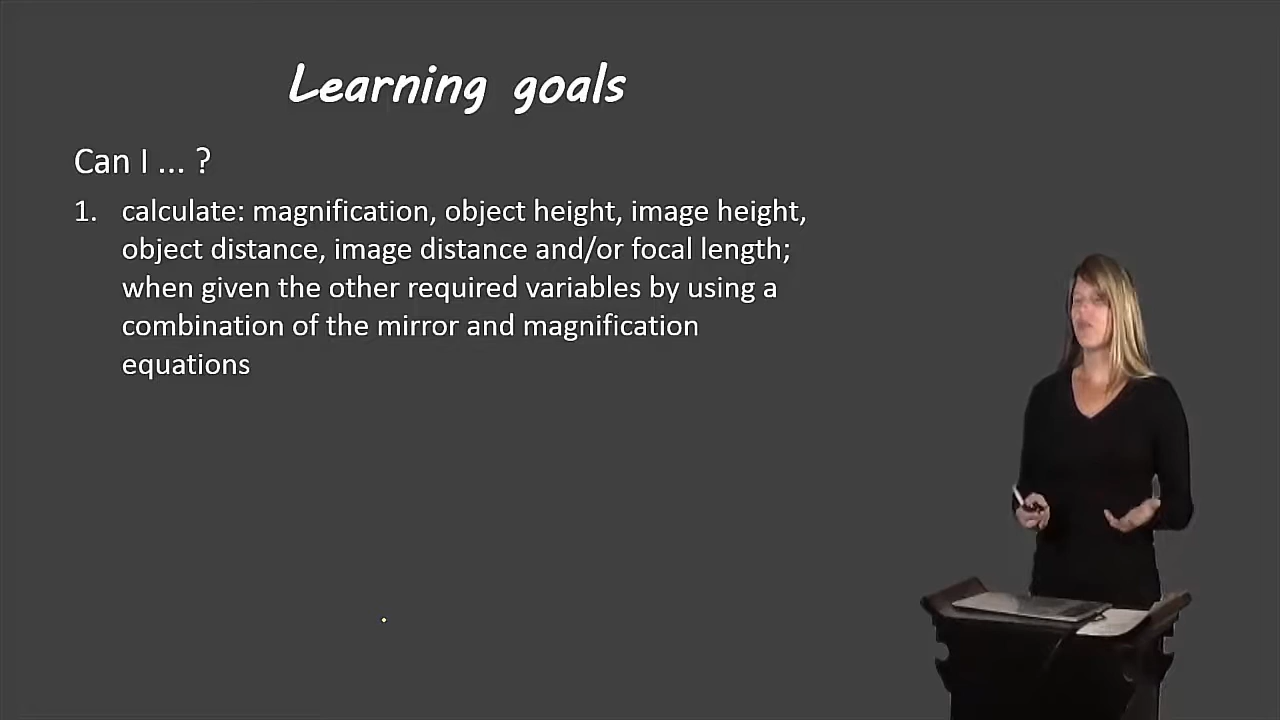 Learning goals
Can I ... ?
1. calculate: magnification, object height, image height,
object distance, image distance and/or focal length;
when given the other required variables by using a
combination of the mirror and magnification
equations